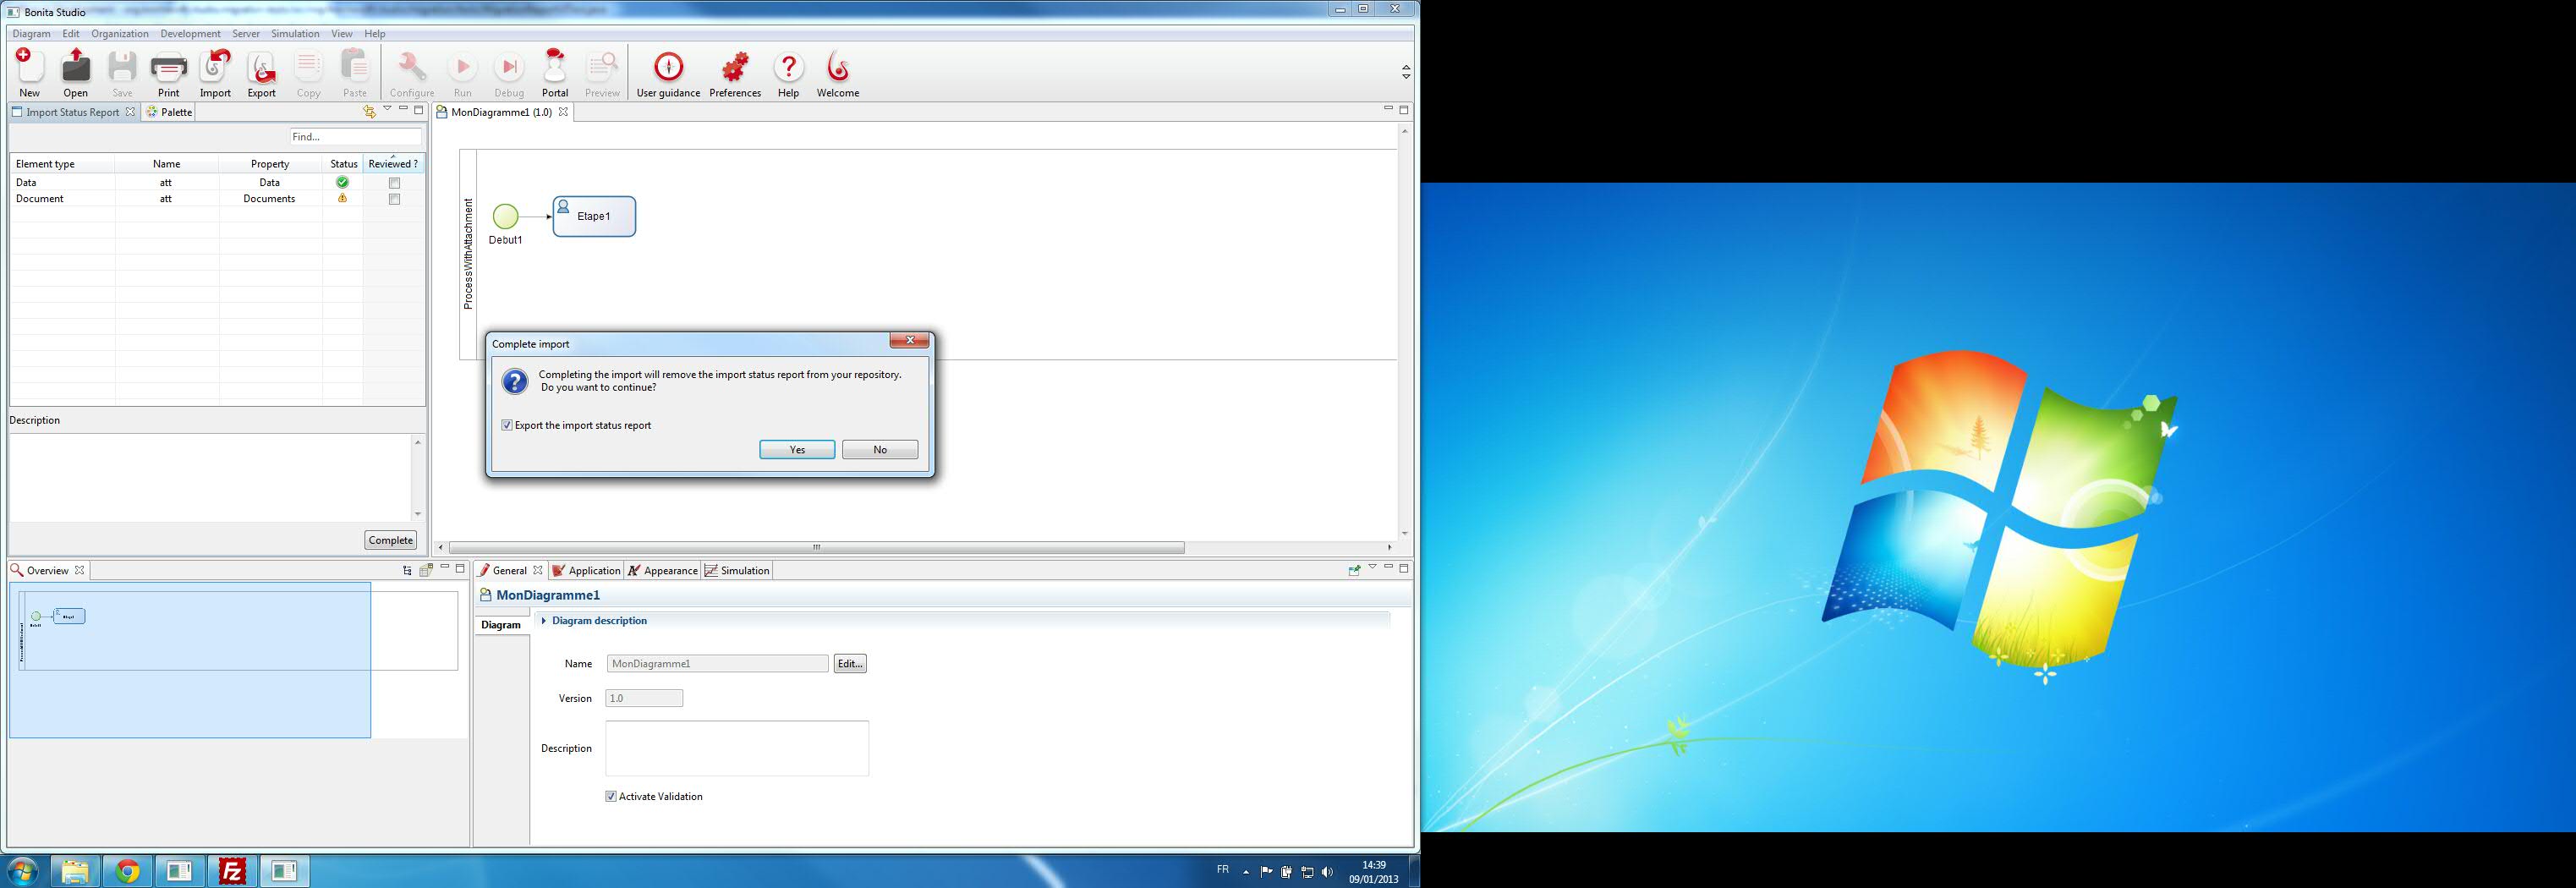 Bonita Studio
Diagram Edit Organization Development Server Simulation View Help
New Open Save Print Import Export Copy Paste Configure Run Debug Portal Preview User guidance Preferences Help Welcome
Import Status Report Palette
Find...
Element type Name Property Status Reviewed ?
Data att Data
Document att Documents
Description
Complete
MonDiagramme1 (1.0)
ProcessWithAttachment
Debut1
Etape1
Complete import
Completing the import will remove the import status report from your repository.
Do you want to continue?
Export the import status report
Yes No
Overview
General Application Appearance Simulation
MonDiagramme1
Diagram
Diagram description
Name MonDiagramme1 Edit...
Version 1.0
Description
Activate Validation
Fz
FR
14:39
09/01/2013